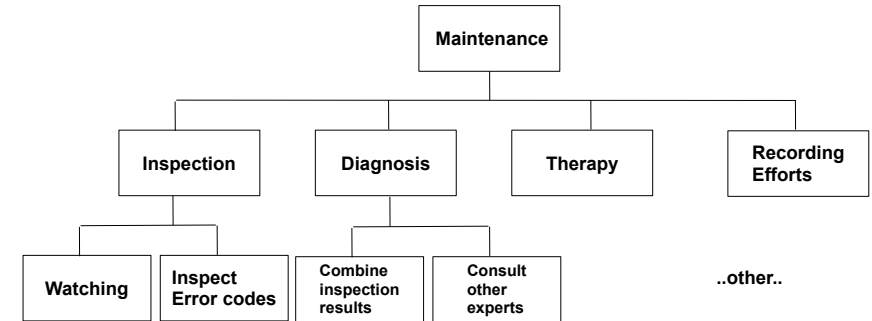 Maintenance
Inspection
Diagnosis
Therapy
Recording
Efforts
Watching
Inspect
Error codes
Combine
inspection
results
Consult
other
experts
..other..